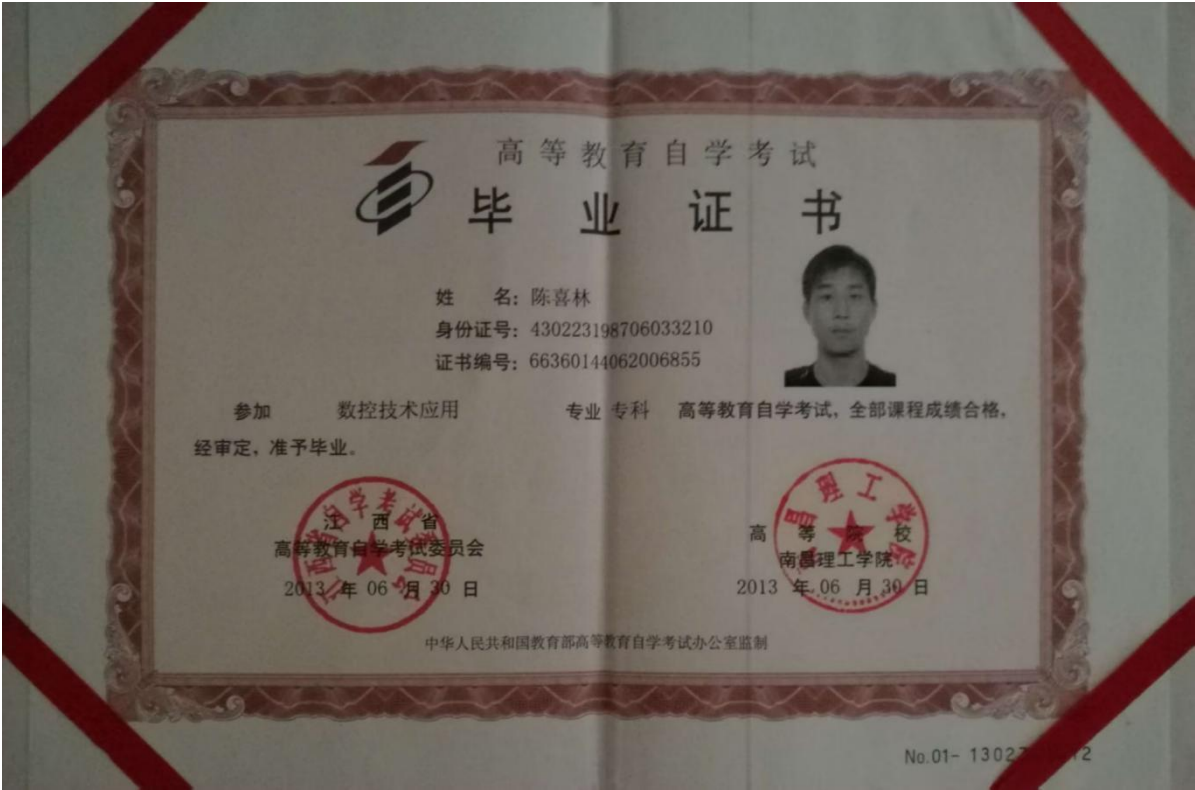 高等教育自学考试
毕业证书
姓 名：陈喜林
身份证号：430223198706033210
证书编号：66360144062006855
参加 数控技术应用 专业 专科 高等教育自学考试，全部课程成绩合格，
经审定，准予毕业。
江西省
高等教育自学考试委员会
2013 年 06 月 30 日
高等院校
南昌理工学院
2013 年 06 月 30 日
中华人民共和国教育部高等教育自学考试办公室监制
No.01-